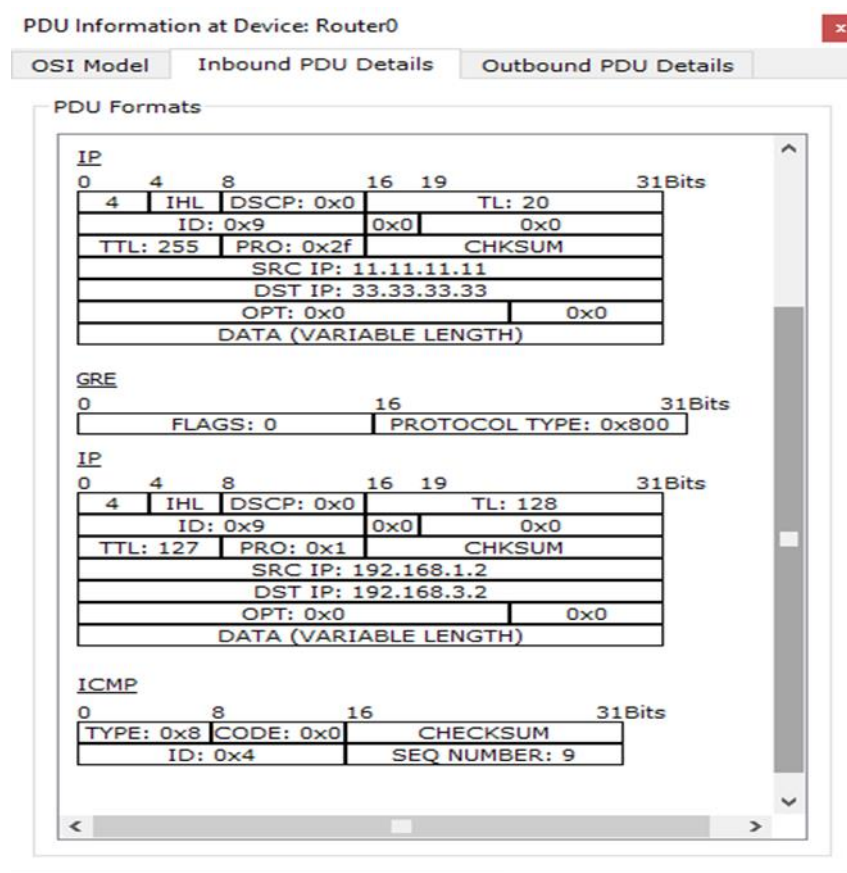 PDU Information at Device: Router0
x
OSI Model Inbound PDU Details Outbound PDU Details
PDU Formats
IP
0 4 8 16 19 31Bits
4 IHL DSCP: 0x0 TL: 20
ID: 0x9 0x0 0x0
TTL: 255 PRO: 0x2f CHKSUM
SRC IP: 11.11.11.11
DST IP: 33.33.33.33
OPT: 0x0 0x0
DATA (VARIABLE LENGTH)
GRE
0 16 31Bits
FLAGS: 0 PROTOCOL TYPE: 0x800
IP
0 4 8 16 19 31Bits
4 IHL DSCP: 0x0 TL: 128
ID: 0x9 0x0 0x0
TTL: 127 PRO: 0x1 CHKSUM
SRC IP: 192.168.1.2
DST IP: 192.168.3.2
OPT: 0x0 0x0
DATA (VARIABLE LENGTH)
ICMP
0 8 16 31Bits
TYPE: 0x8 CODE: 0x0 CHECKSUM
ID: 0x4 SEQ NUMBER: 9